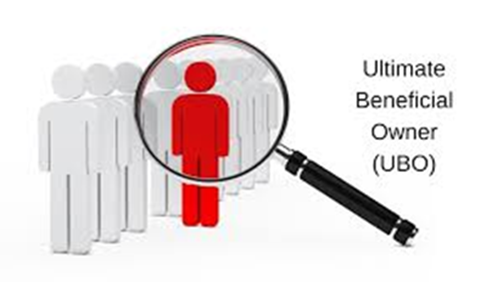 Ultimate
Beneficial
Owner
(UBO)